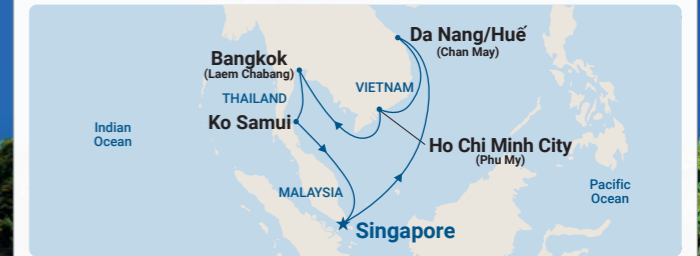 Da Nang/Huế
(Chan May)
Bangkok
(Laem Chabang)
VIETNAM
THAILAND
Ko Samui
Indian
Ocean
Ho Chi Minh City
(Phu My)
MALAYSIA
Pacific
Ocean
Singapore